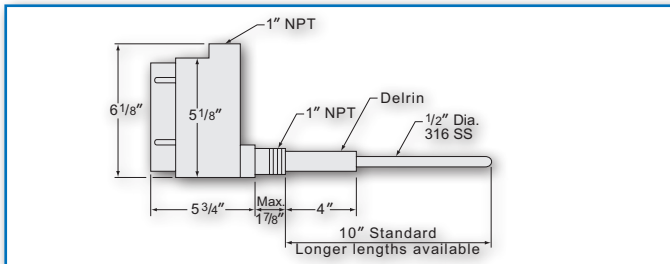 1″ NPT
Delrin
1″ NPT
1/2″ Dia.
316 SS
6 1/8″
5 1/8″
5 3/4″
Max.
1 7/8″
4″
10″ Standard
Longer lengths available